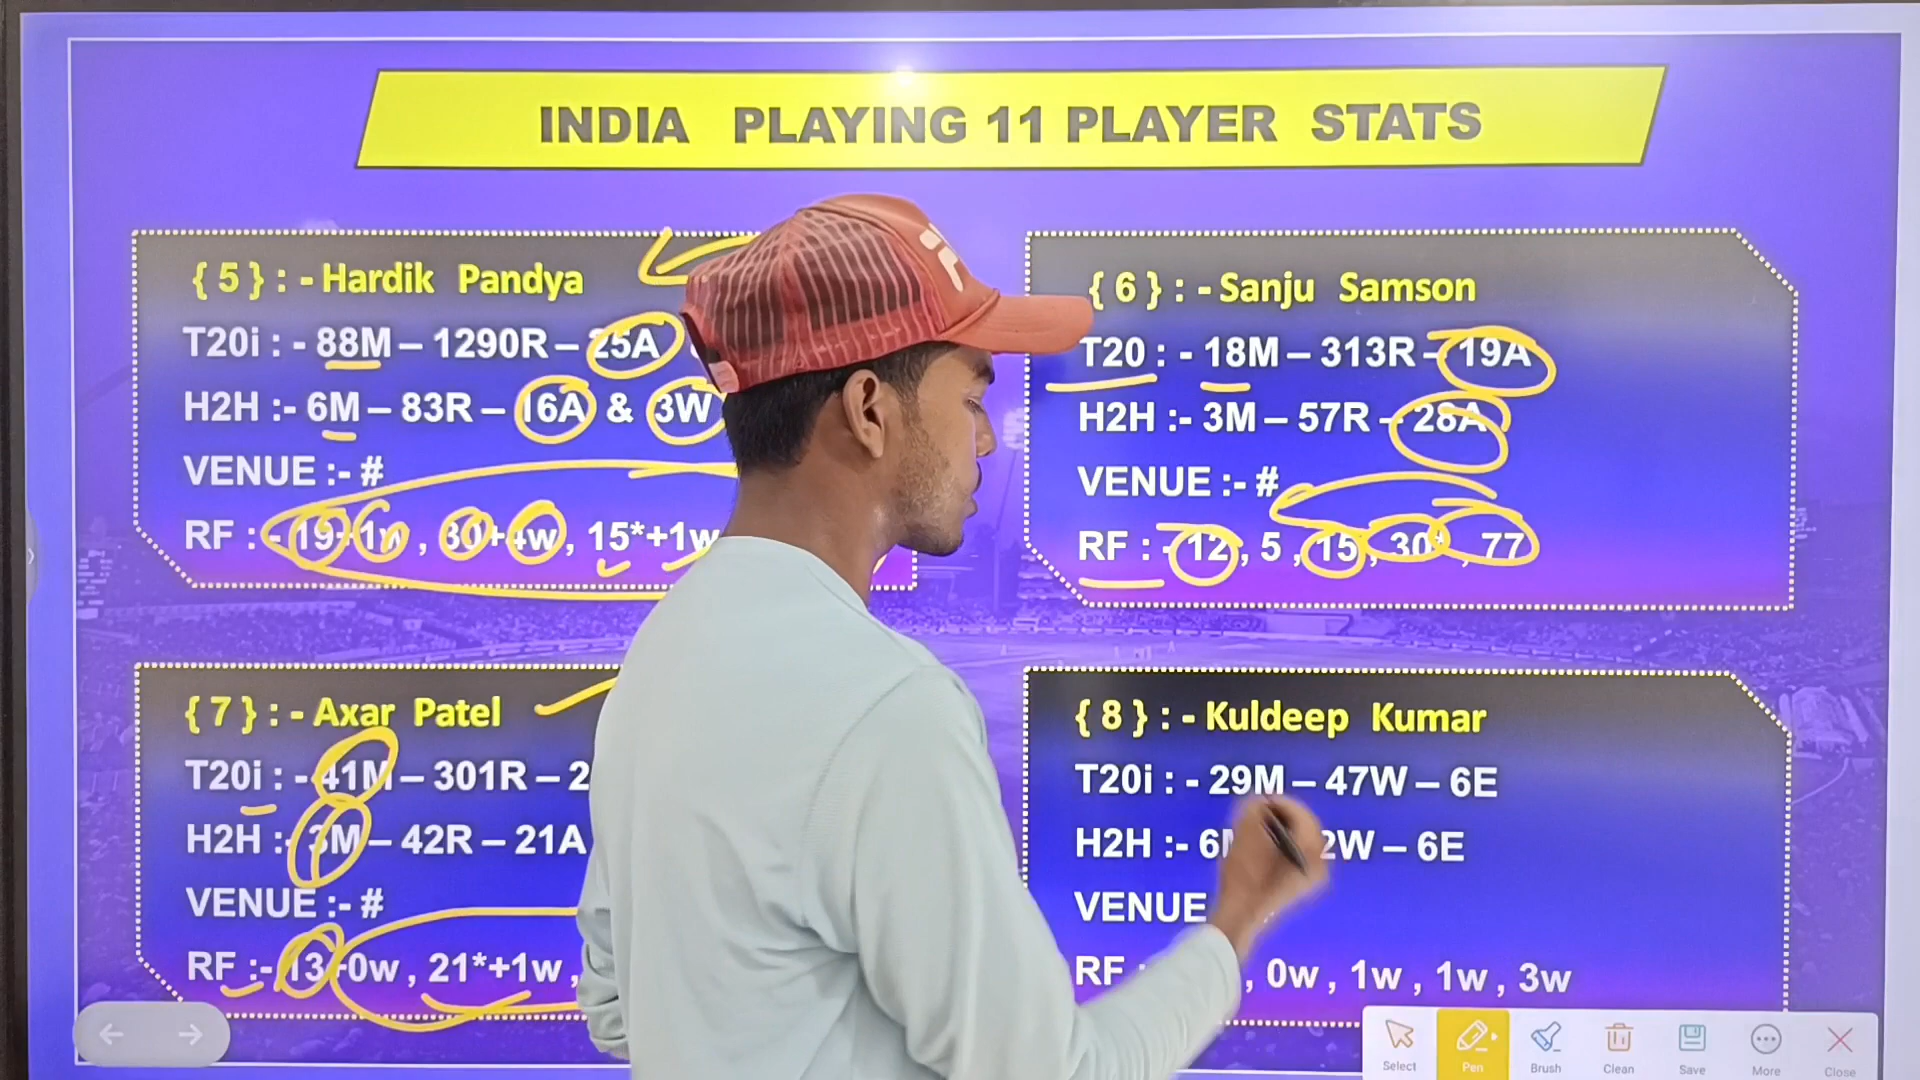 INDIA PLAYING 11 PLAYER STATS
{ 5 } : - Hardik Pandya
T20i : - 88M – 1290R – 25A
H2H :- 6M – 83R – 16A & 3W
VENUE :- #
RF : - 19+1w , 30+4w , 15*+1w
{ 6 } : - Sanju Samson
T20 : - 18M – 313R – 19A
H2H :- 3M – 57R – 28A
VENUE :- #
RF : - 12 , 5 , 15 , 30* , 77
{ 7 } : - Axar Patel
T20i : - 41M – 301R – 2
H2H :- 3M – 42R – 21A
VENUE :- #
RF :- 13+0w , 21*+1w ,
{ 8 } : - Kuldeep Kumar
T20i : - 29M – 47W – 6E
H2H :- 6M 2W – 6E
VENUE
RF : , 0w , 1w , 1w , 3w
Select Pen Brush Clean Save More Close